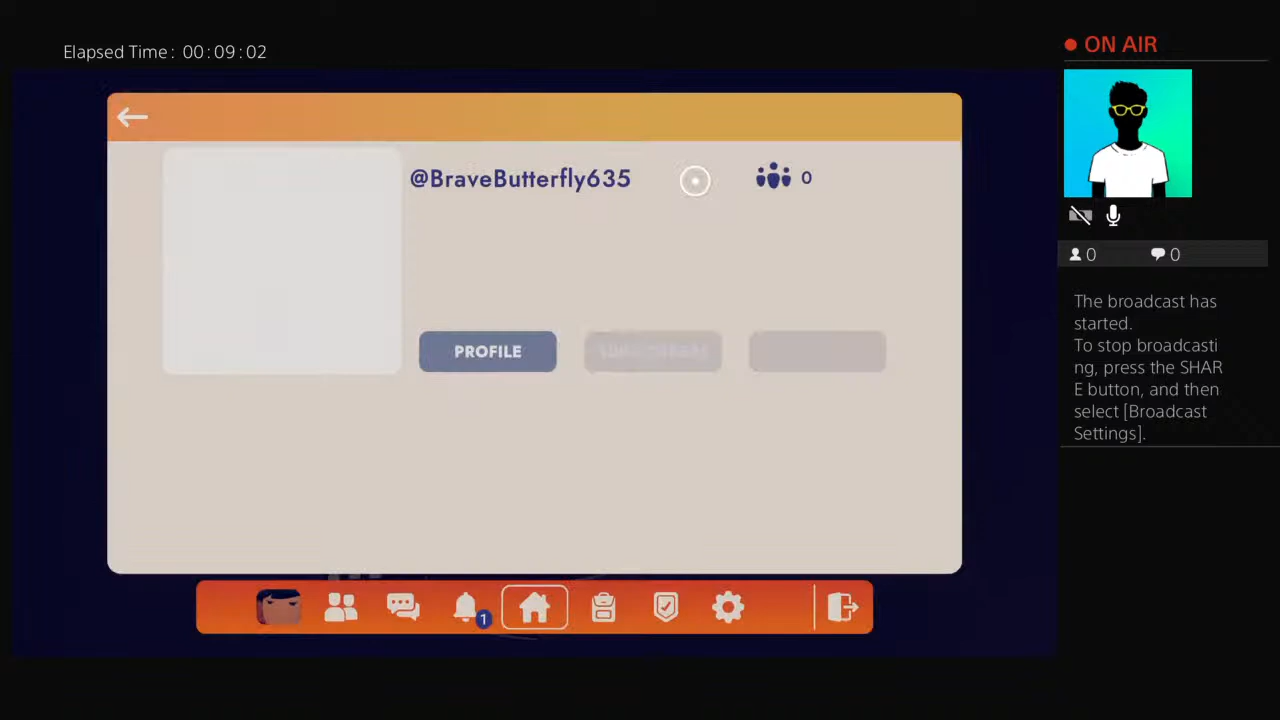 Elapsed Time: 00:09:02
ON AIR
@BraveButterfly635
0
PROFILE
1
0
0
The broadcast has
started.
To stop broadcasti
ng, press the SHAR
E button, and then
select [Broadcast
Settings].